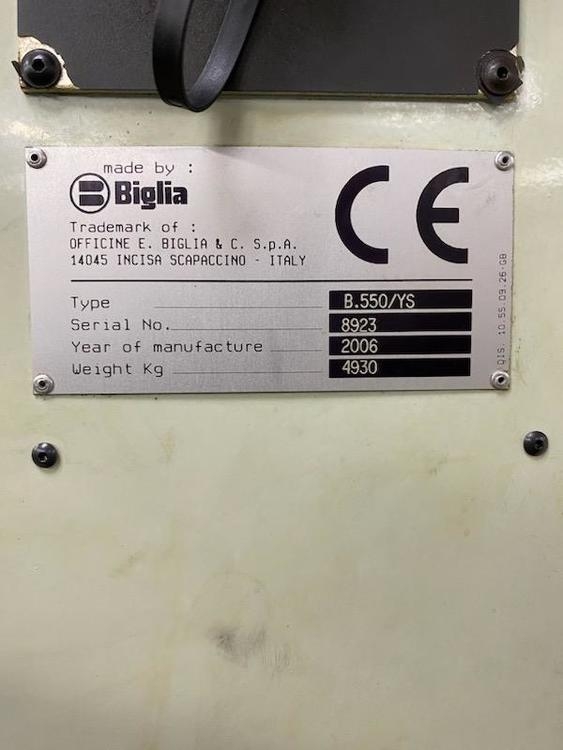 made by :
Biglia
CE
Trademark of :
OFFICINE E. BIGLIA & C. S.p.A.
14045 INCISA SCAPACCINO - ITALY
Type B.550/YS
Serial No. 8923
Year of manufacture 2006
Weight Kg 4930
DIS. 10.55.09.26-GB